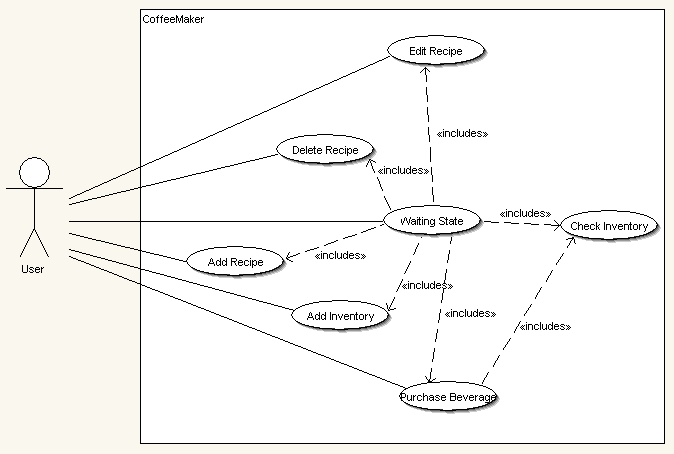 CoffeeMaker
Edit Recipe
«includes»
Delete Recipe
«includes»
Waiting State
«includes»
Check Inventory
Add Recipe
«includes»
User
«includes»
Add Inventory
«includes»
«includes»
Purchase Beverage